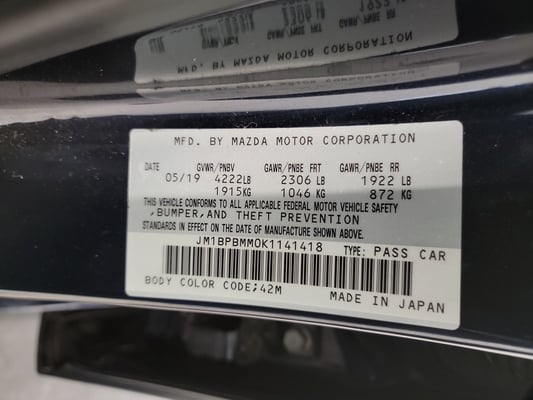 MFD. BY MAZDA MOTOR CORPORATION
MFD. BY MAZDA MOTOR CORPORATION
DATE GVWR/PNBV GAWR/PNBE FRT GAWR/PNBE RR
05/19 4222LB 2306 LB 1922 LB
1915KG 1046 KG 872 KG
THIS VEHICLE CONFORMS TO ALL APPLICABLE FEDERAL MOTOR VEHICLE SAFETY
,BUMPER,AND THEFT PREVENTION
STANDARDS IN EFFECT ON THE DATE OF MANUFACTURE SHOWN ABOVE.
JM1BPBMM0K1141418 TYPE: PASS CAR
BODY COLOR CODE;42M
MADE IN JAPAN